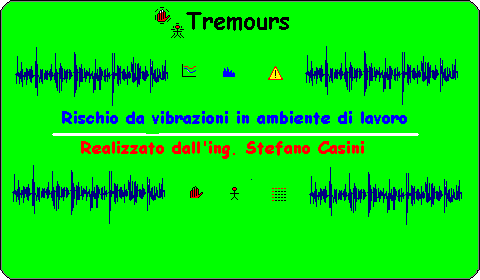 Tremours
Rischio da vibrazioni in ambiente di lavoro
Realizzato dall'ing. Stefano Casini